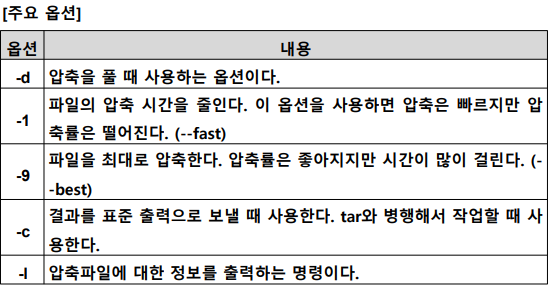 [주요 옵션]
옵션 내용
-d 압축을 풀 때 사용하는 옵션이다.
-1 파일의 압축 시간을 줄인다. 이 옵션을 사용하면 압축은 빠르지만 압
축률은 떨어진다. (--fast)
-9 파일을 최대로 압축한다. 압축률은 좋아지지만 시간이 많이 걸린다. (-
-best)
-c 결과를 표준 출력으로 보낼 때 사용한다. tar와 병행해서 작업할 때 사
용한다.
-l 압축파일에 대한 정보를 출력하는 명령이다.